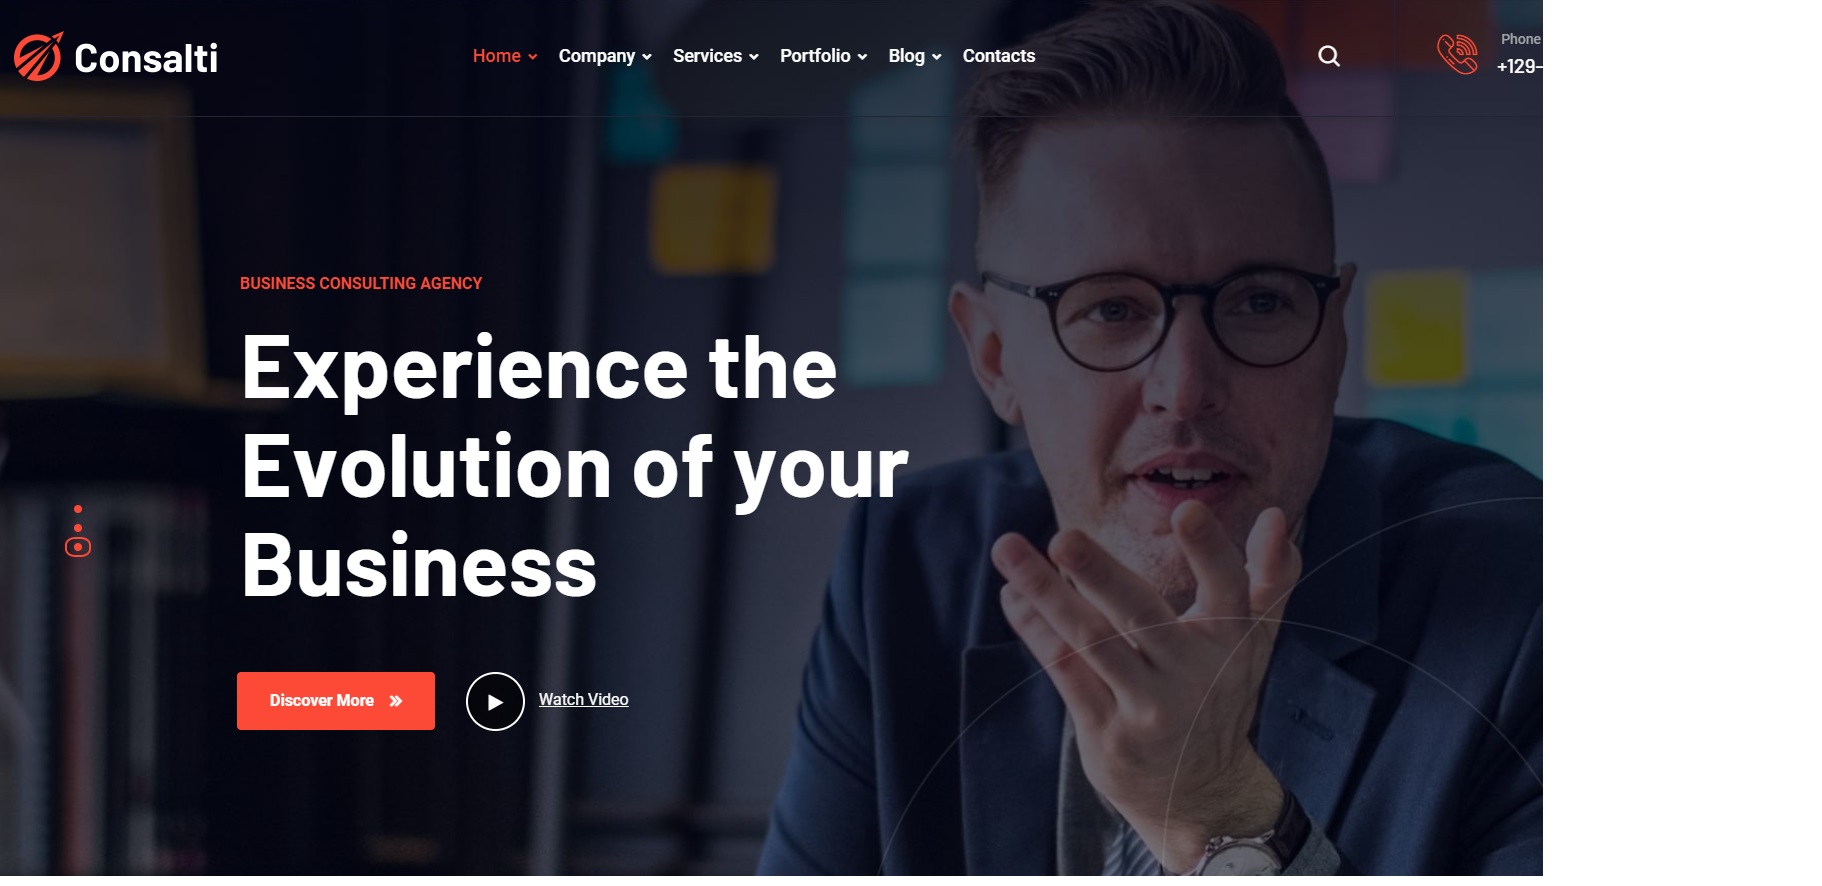 Consalti
Home Company Services Portfolio Blog Contacts
Phone
+129-
BUSINESS CONSULTING AGENCY
Experience the
Evolution of your
Business
Discover More
Watch Video